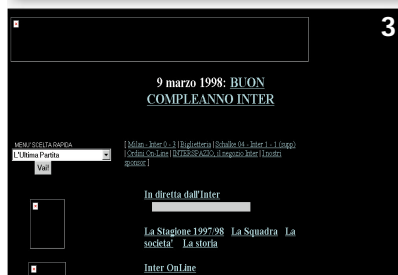 3
9 marzo 1998: BUON
COMPLEANNO INTER
MENU' SCELTA RAPIDA
L'Ultima Partita
Vai!
[ Milan - Inter 0 - 3 | Biglietteria | Schalke 04 - Inter 1 - 1 (supp)
| Ordini On-Line | INTERSPAZIO, il negozio Inter | I nostri
sponsor ]
In diretta dall'Inter
La Stagione 1997/98 La Squadra La
societa' La storia
Inter OnLine